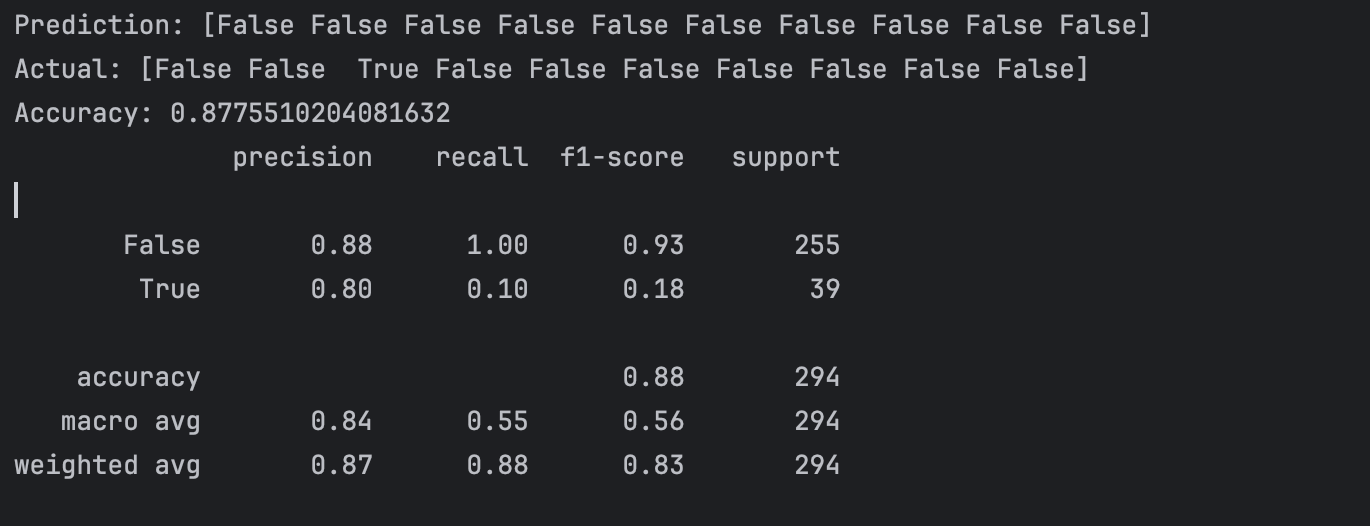 Prediction: [False False False False False False False False False False]
Actual: [False False  True False False False False False False False]
Accuracy: 0.8775510204081632
              precision    recall  f1-score   support

       False       0.88      1.00      0.93       255
        True       0.80      0.10      0.18        39

    accuracy                           0.88       294
   macro avg       0.84      0.55      0.56       294
weighted avg       0.87      0.88      0.83       294